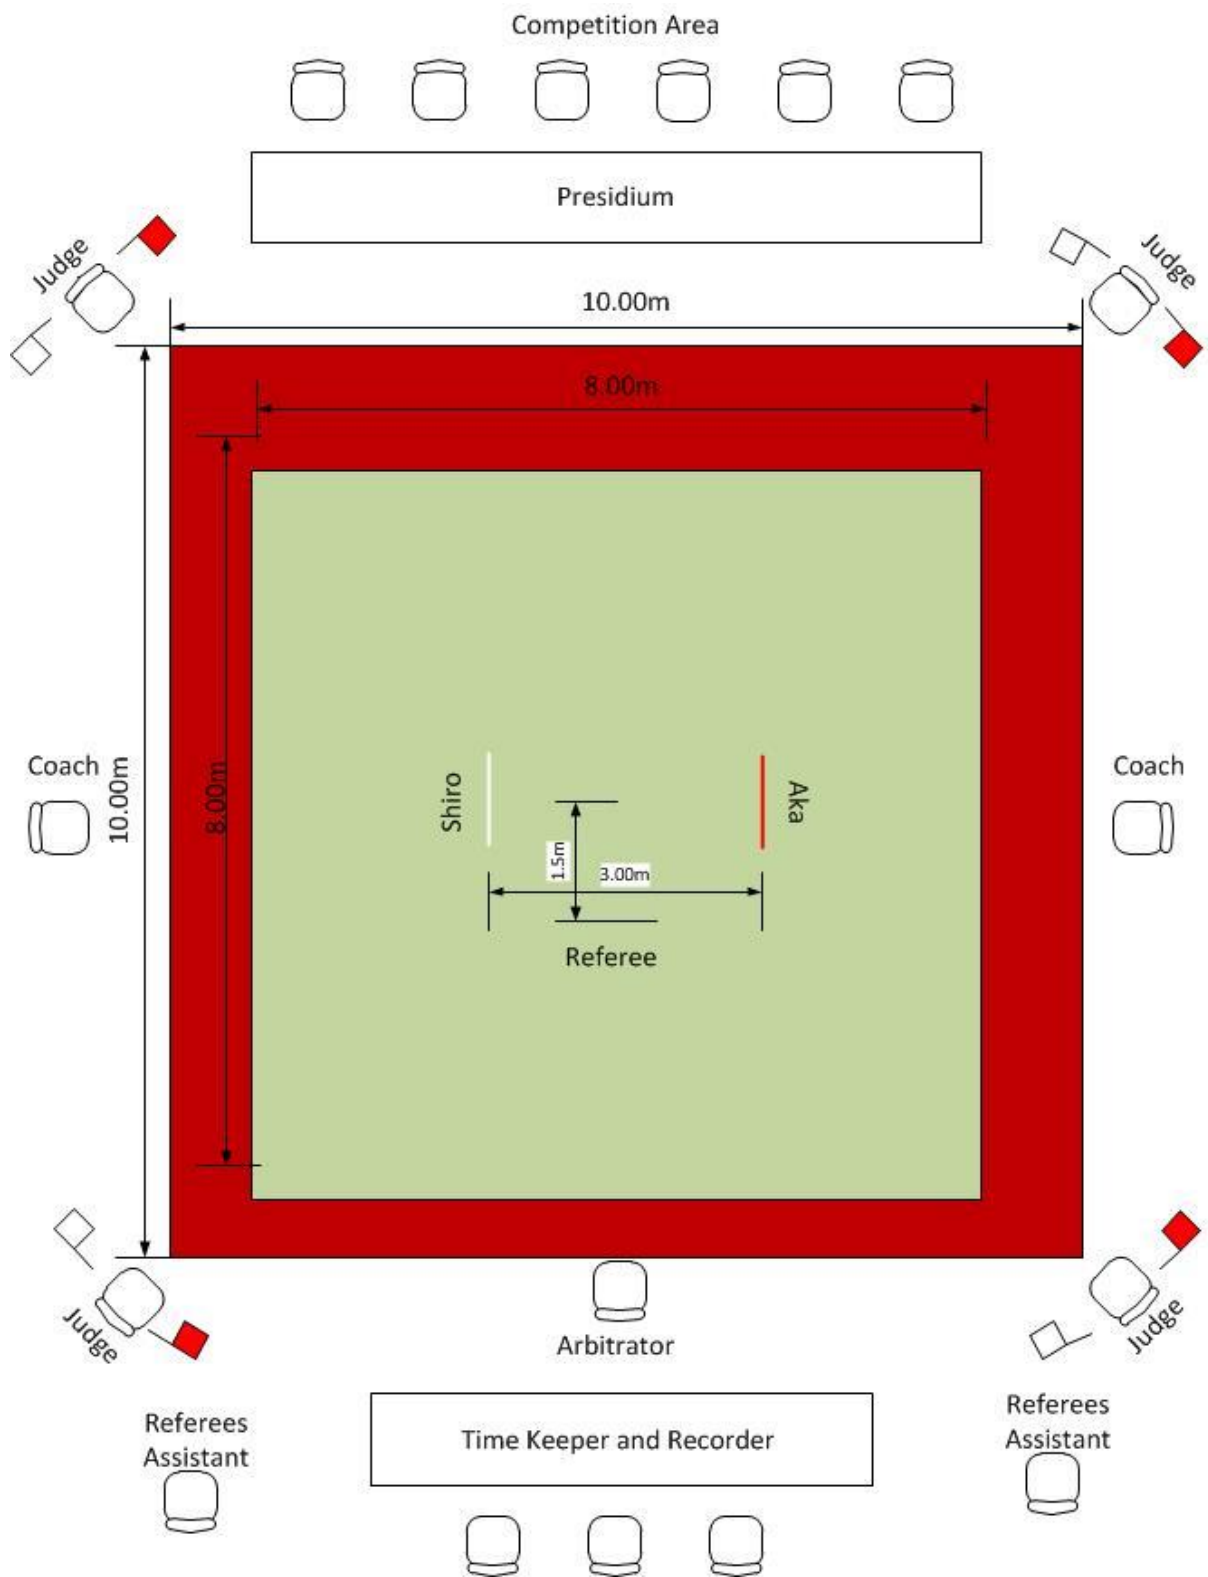 Competition Area
Presidium
Judge
Judge
10.00m
8.00m
Coach
10.00m
8.00m
Shiro
Aka
Coach
1.5m
3.00m
Referee
Judge
Arbitrator
Judge
Referees
Assistant
Time Keeper and Recorder
Referees
Assistant